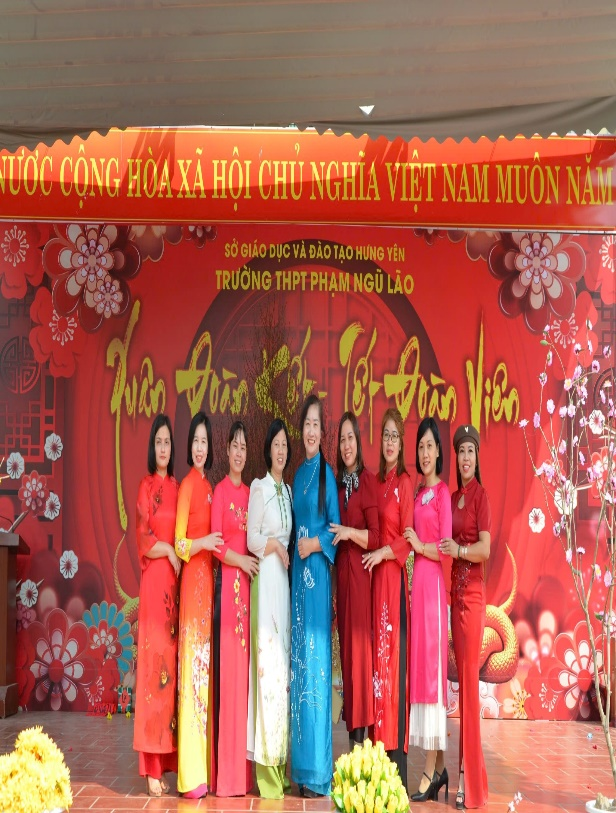 NƯỚC CỘNG HÒA XÃ HỘI CHỦ NGHĨA VIỆT NAM MUÔN NĂM
SỞ GIÁO DỤC VÀ ĐÀO TẠO HƯNG YÊN
TRƯỜNG THPT PHẠM NGŨ LÃO
Xuân Đoàn Kết - Tết Đoàn Viên